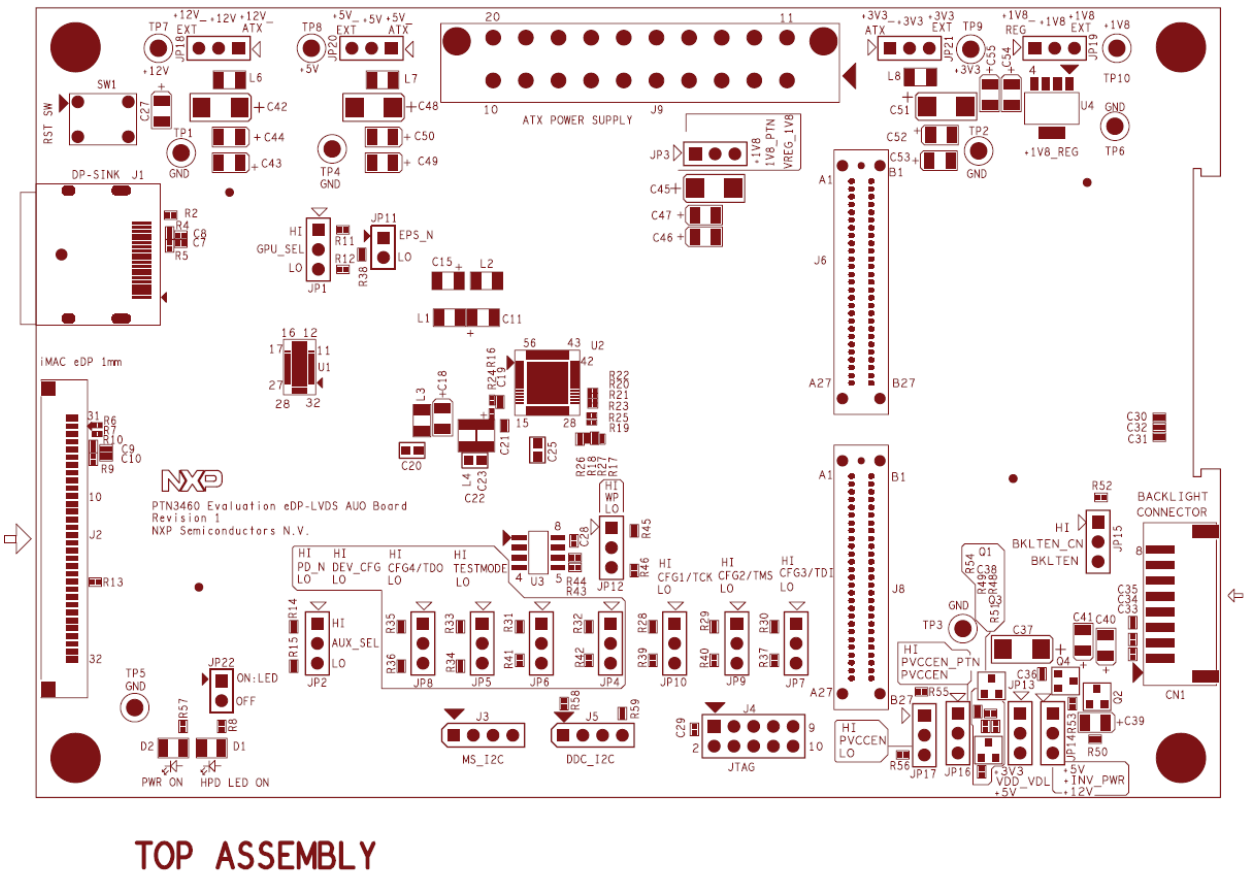 +12V_ +12V +12V_
EXT ATX
TP7
JP18
+12V
+5V_ +5V +5V_
EXT ATX
TP8
JP20
+5V
20
11
+3V3_ +3V3 +3V3
ATX EXT
TP9
JP21
+3V3
+1V8_ +1V8 +1V8
REG EXT
JP19
+1V8
TP10
L6
L7
L8
C55
C54
4
U4
SW1
RST SW
C27
C42
C44
C43
C48
C50
C49
10
J9
1
ATX POWER SUPPLY
C51
C52
C53
+1V8_REG
GND
TP6
TP1
GND
TP4
GND
TP2
GND
JP3
+1V8
1V8_PTN
VREG_1V8
C45
C47
C46
DP-SINK J1
R2
R4
C8
C7
R5
HI
GPU_SEL
LO
JP1
R11
R12
R38
JP11
EPS_N
LO
C15
L2
L1
C11
A1
B1
J6
A27
B27
16 12
17
11
U1
27
28 32
56
43
U2
42
15
28
R16
R24
C19
R22
R20
R21
R23
R25
R19
L3
C18
C20
C21
L4
C23
C22
C25
R26
R18
R27
R17
iMAC eDP 1mm
31
R6
R7
R10
C9
C10
R9
10
J2
R13
32
NXP
PTN3460 Evaluation eDP-LVDS AUO Board
Revision 1
NXP Semiconductors N.V.
C30
C32
C31
A1
B1
J8
A27
B27
HI
WP
LO
JP12
R45
R46
8
C28
4
U3
5
R44
R43
HI
PD_N
LO
HI
DEV_CFG
LO
HI
CFG4/TDO
LO
HI
TESTMODE
LO
HI
CFG1/TCK
LO
HI
CFG2/TMS
LO
HI
CFG3/TDI
LO
R14
R15
HI
AUX_SEL
LO
JP2
R35
R36
JP8
R33
R34
JP5
R31
R41
JP6
R32
R42
JP4
R28
R39
JP10
R29
R40
JP9
R30
R37
JP7
R52
HI
BKLTEN_CN
BKLTEN
JP15
BACKLIGHT
CONNECTOR
8
CN1
C35
C34
C33
R54
Q1
R49
C38
R48
Q3
R51
GND
TP3
C37
C41
C40
C36
Q4
Q2
HI
PVCCEN_PTN
PVCCEN
R55
JP13
R53
C39
R50
TP5
GND
JP22
ON:LED
OFF
R57
R8
D2
D1
PWR ON
HPD LED ON
J3
MS_I2C
R58
J5
R59
DDC_I2C
C29
J4
9
2
10
JTAG
HI
PVCCEN
LO
R56
JP17
JP16
JP14
+3V3
VDD_VDL
+5V
+5V
+INV_PWR
+12V
TOP ASSEMBLY